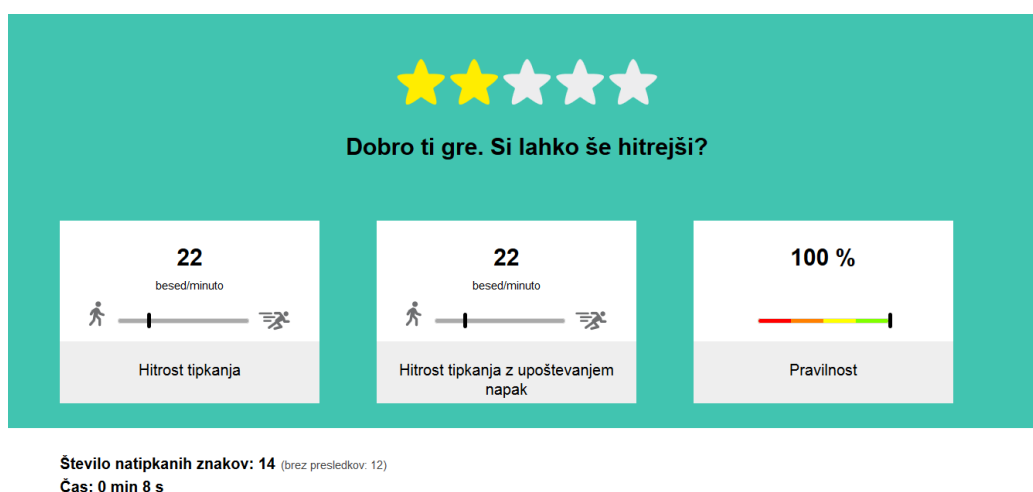 Dobro ti gre. Si lahko še hitrejši?
22
besed/minuto
Hitrost tipkanja
22
besed/minuto
Hitrost tipkanja z upoštevanjem
napak
100 %
Pravilnost
Število natipkanih znakov: 14 (brez presledkov: 12)
Čas: 0 min 8 s